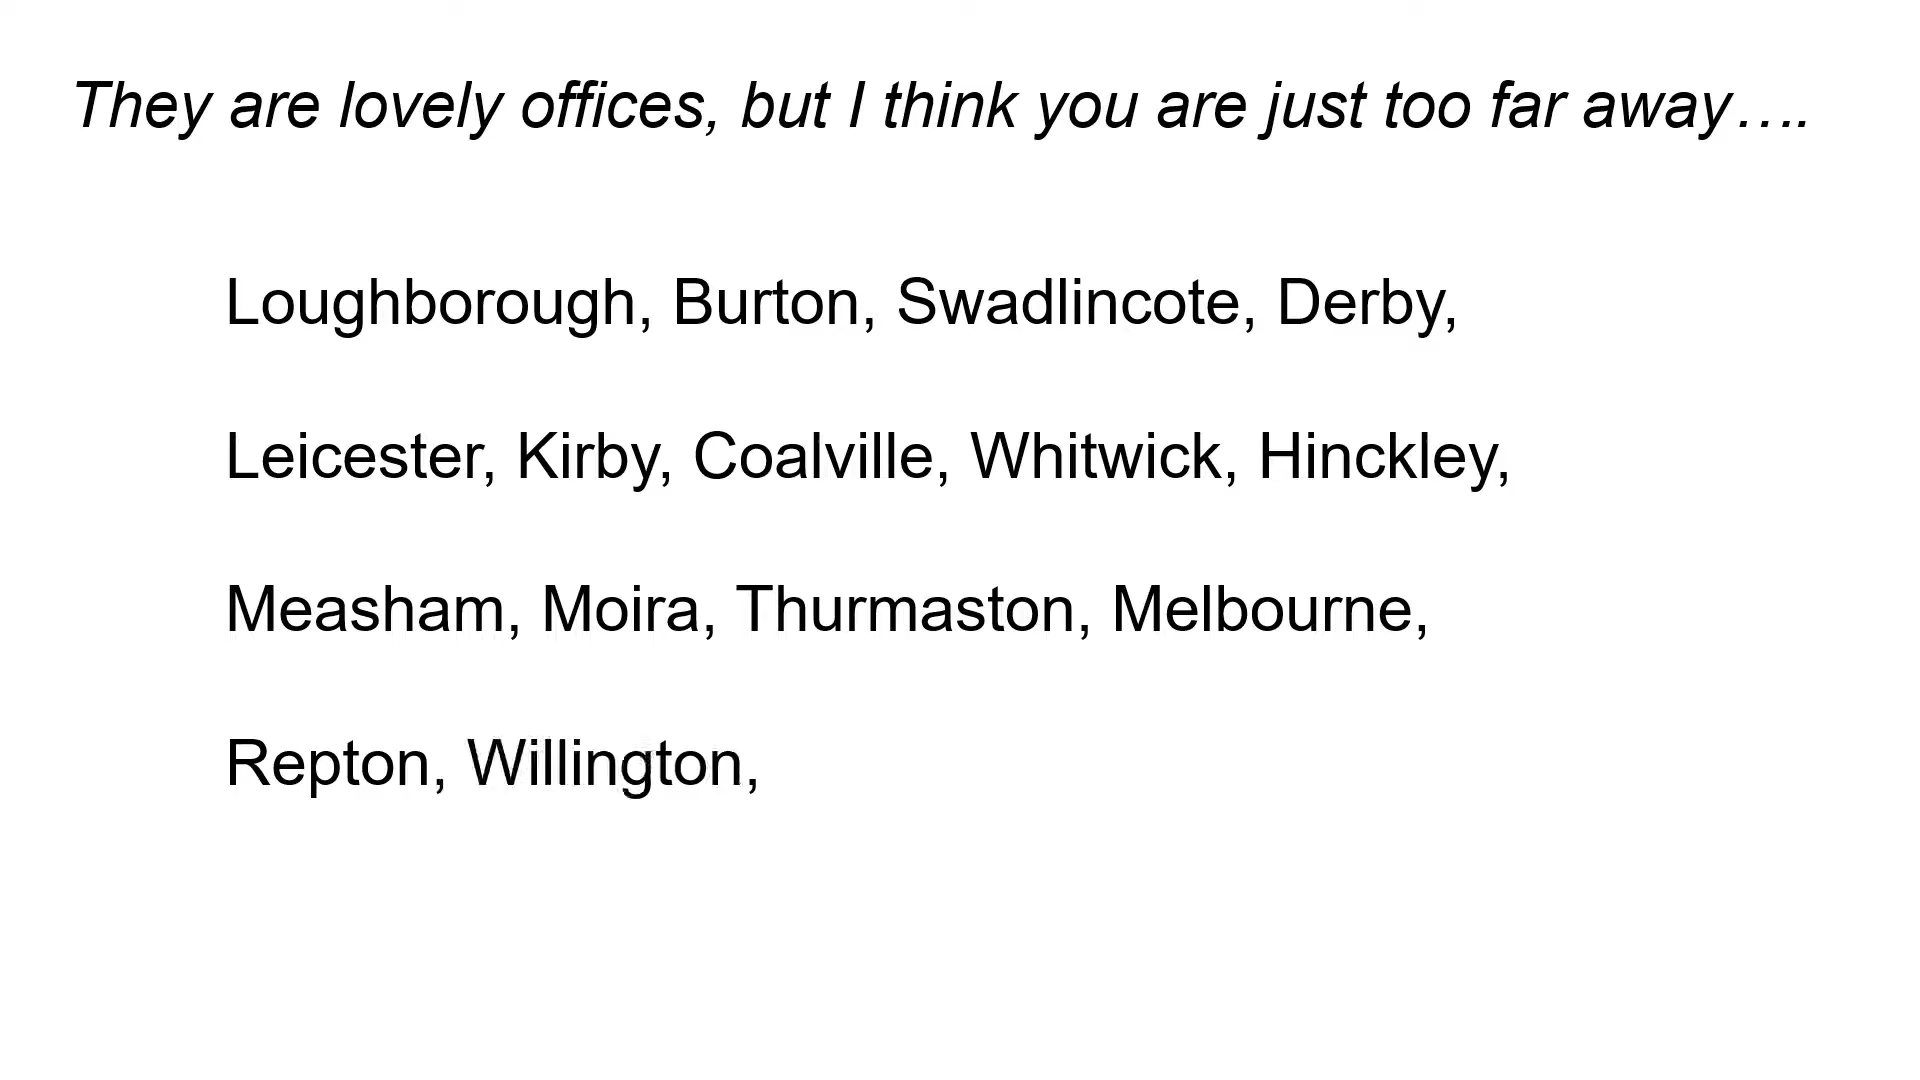 They are lovely offices, but I think you are just too far away….
Loughborough, Burton, Swadlincote, Derby,
Leicester, Kirby, Coalville, Whitwick, Hinckley,
Measham, Moira, Thurmaston, Melbourne,
Repton, Willington,